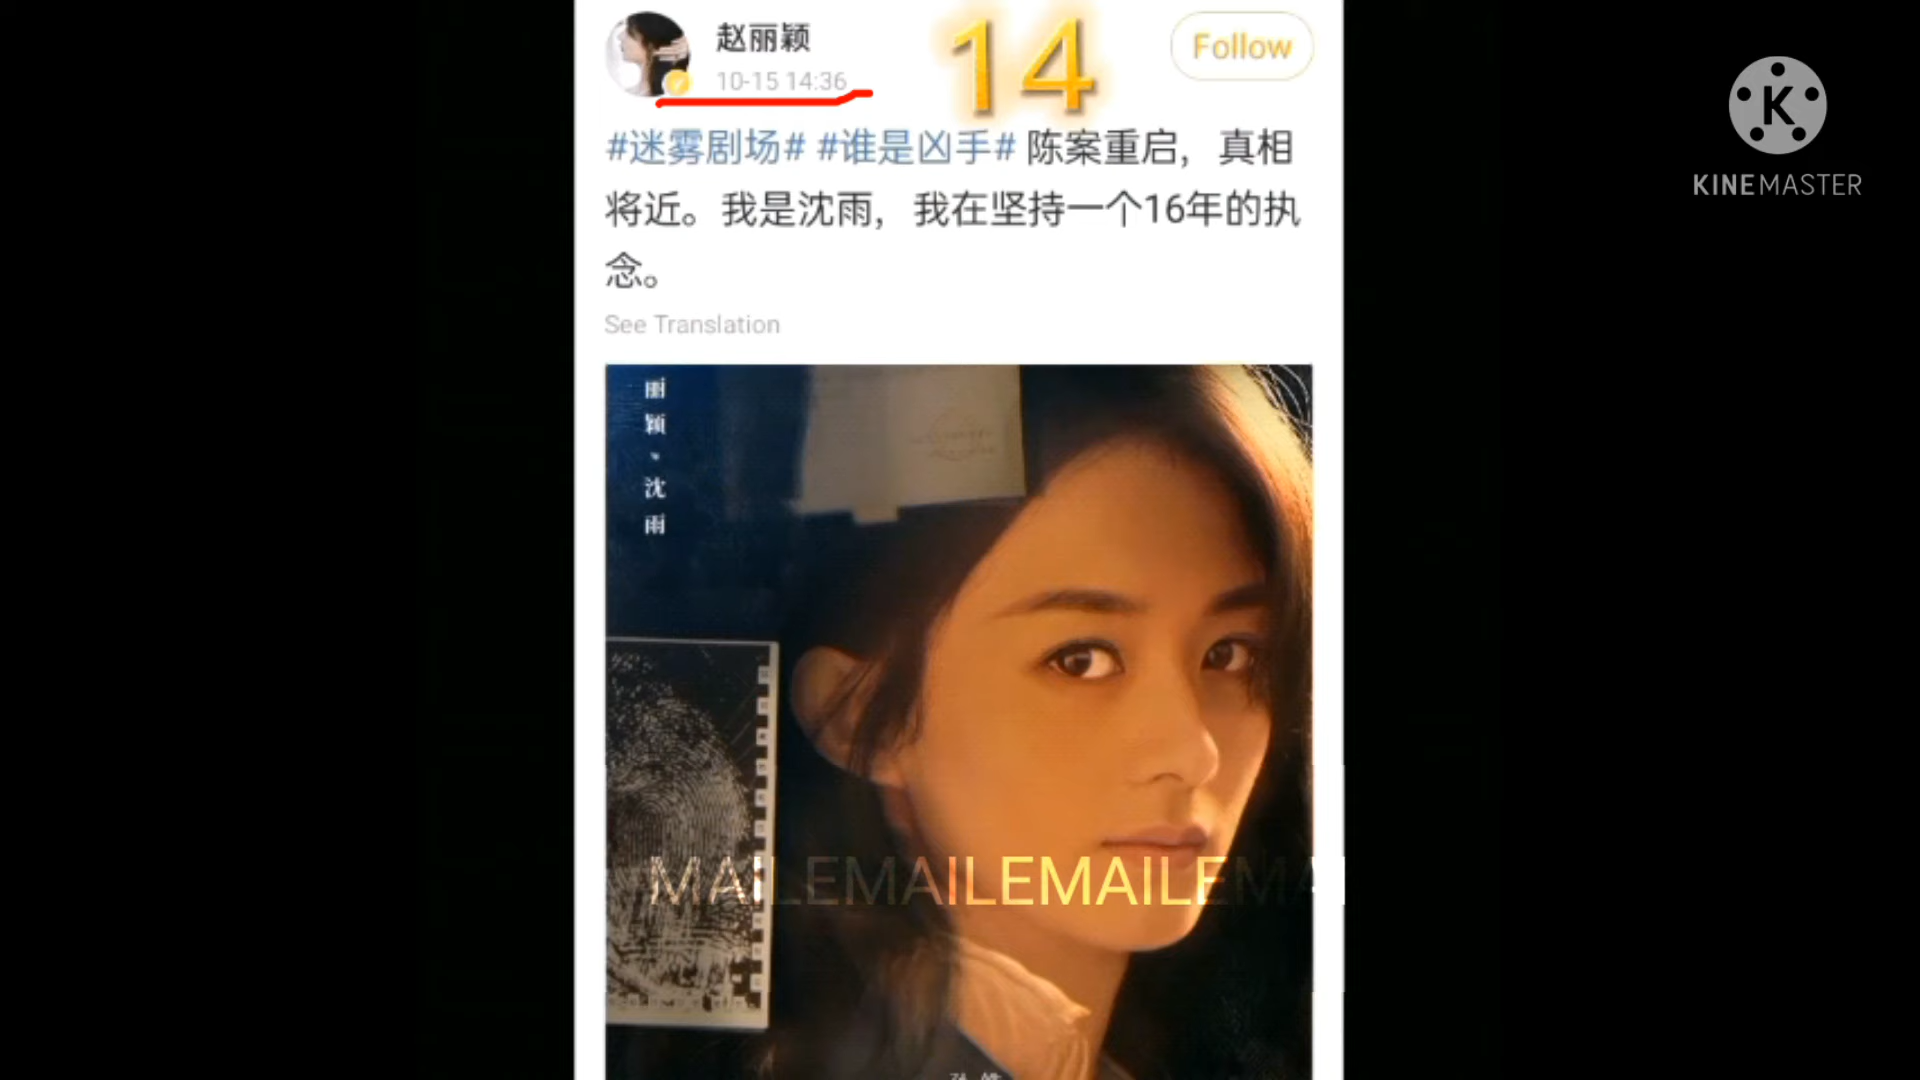 赵丽颖
10-15 14:36
14
Follow
#迷雾剧场# #谁是凶手# 陈案重启，真相
将近。我是沈雨，我在坚持一个16年的执
念。
See Translation
KINEMASTER
丽颖、沈雨
MAILEMAILEMAILEMAI